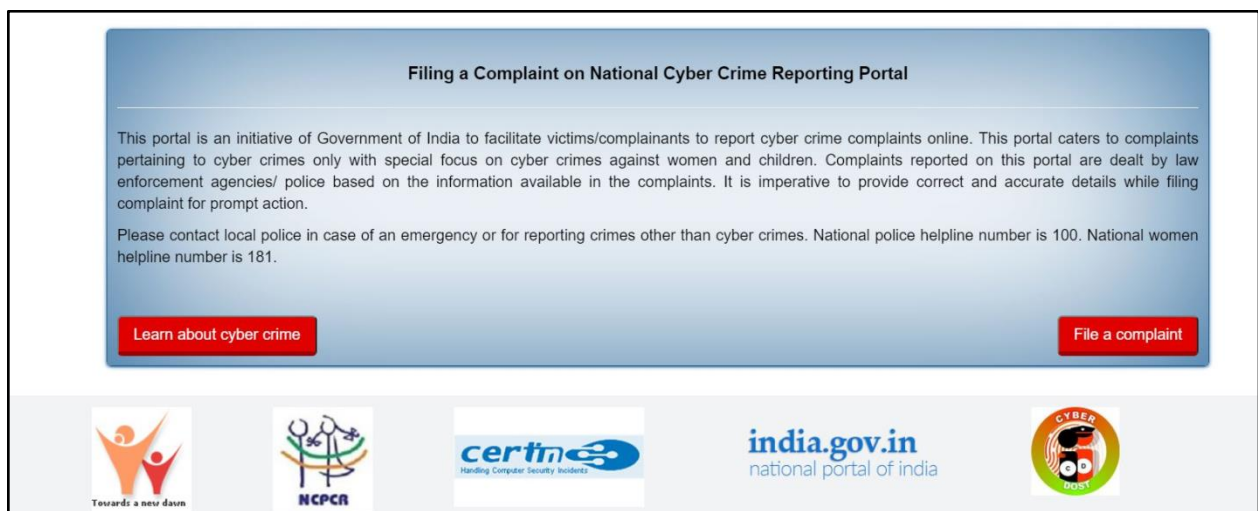 Filing a Complaint on National Cyber Crime Reporting Portal
This portal is an initiative of Government of India to facilitate victims/complainants to report cyber crime complaints online. This portal caters to complaints
pertaining to cyber crimes only with special focus on cyber crimes against women and children. Complaints reported on this portal are dealt by law
enforcement agencies/ police based on the information available in the complaints. It is imperative to provide correct and accurate details while filing
complaint for prompt action.
Please contact local police in case of an emergency or for reporting crimes other than cyber crimes. National police helpline number is 100. National women
helpline number is 181.
Learn about cyber crime
File a complaint
Towards a new dawn
NCPCR
certin
Handling Computer Security Incidents
india.gov.in
national portal of india
CYBER
CD
DOST